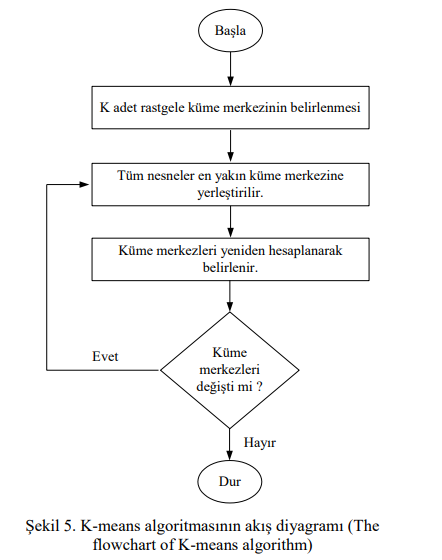 Başla
K adet rastgele küme merkezinin belirlenmesi
Tüm nesneler en yakın küme merkezine
yerleştirilir.
Küme merkezleri yeniden hesaplanarak
belirlenir.
Küme
merkezleri
değişti mi ?
Evet
Hayır
Dur
Şekil 5. K-means algoritmasının akış diyagramı (The
flowchart of K-means algorithm)